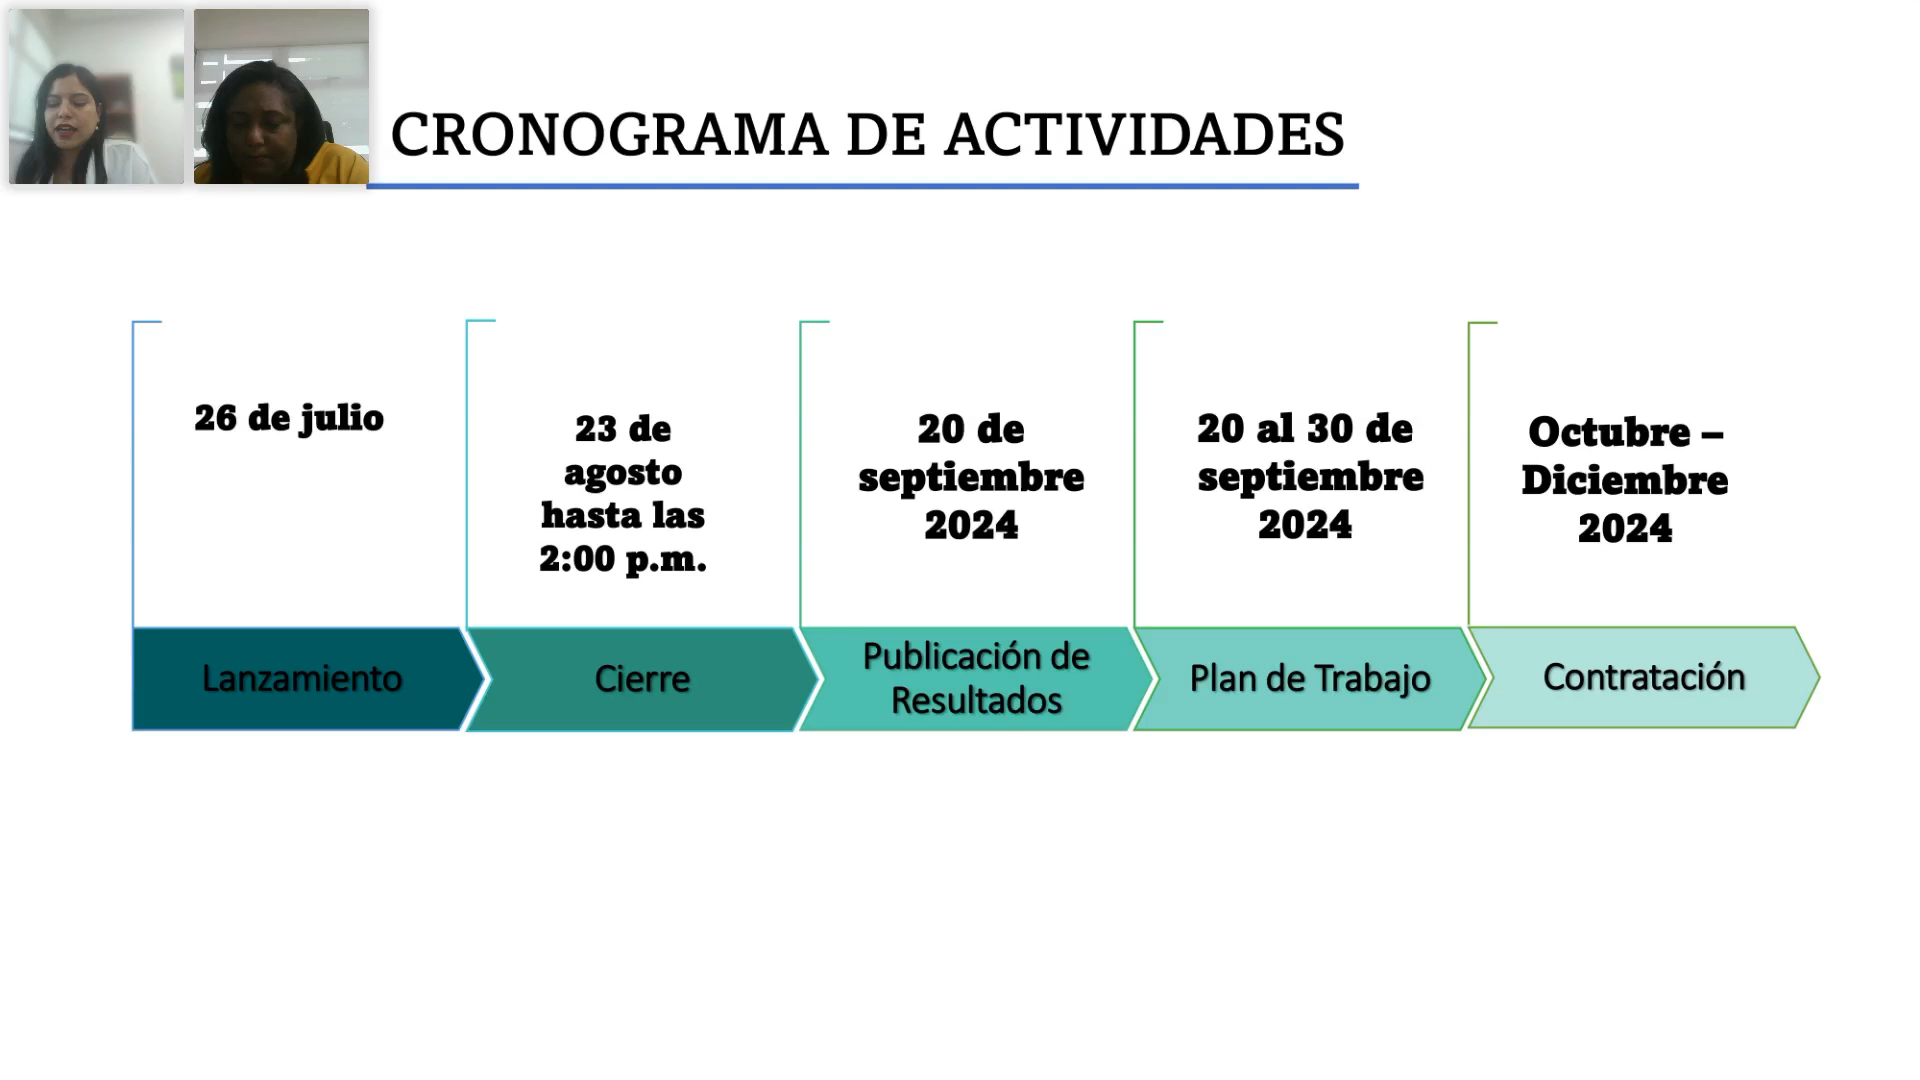 CRONOGRAMA DE ACTIVIDADES
26 de julio
23 de
agosto
hasta las
2:00 p.m.
20 de
septiembre
2024
20 al 30 de
septiembre
2024
Octubre –
Diciembre
2024
Lanzamiento
Cierre
Publicación de
Resultados
Plan de Trabajo
Contratación